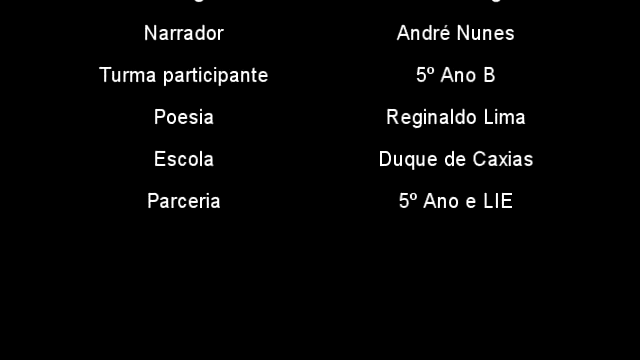 Narrador André Nunes
Turma participante 5º Ano B
Poesia Reginaldo Lima
Escola Duque de Caxias
Parceria 5º Ano e LIE